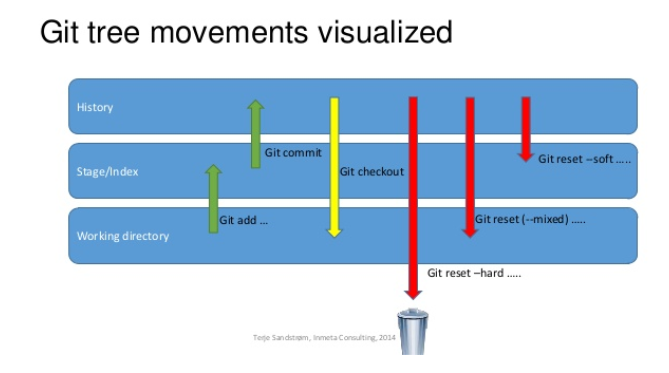 Git tree movements visualized
History
Git commit
Stage/Index
Git checkout
Git reset –soft .....
Git add ...
Git reset (--mixed) .....
Working directory
Git reset –hard .....
Terje Sandstrøm, Inmeta Consulting, 2014